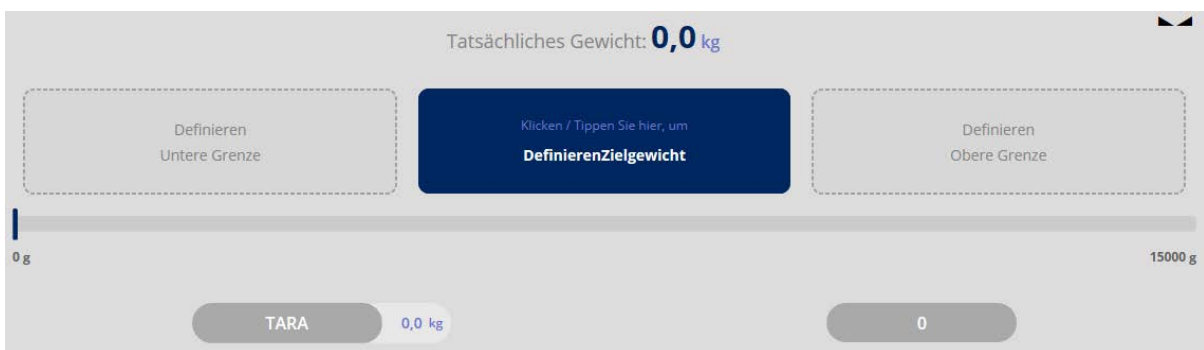 Tatsächliches Gewicht: 0,0 kg
Definieren
Untere Grenze
Klicken / Tippen Sie hier, um
DefinierenZielgewicht
Definieren
Obere Grenze
0 g
15000 g
TARA
0,0 kg
0